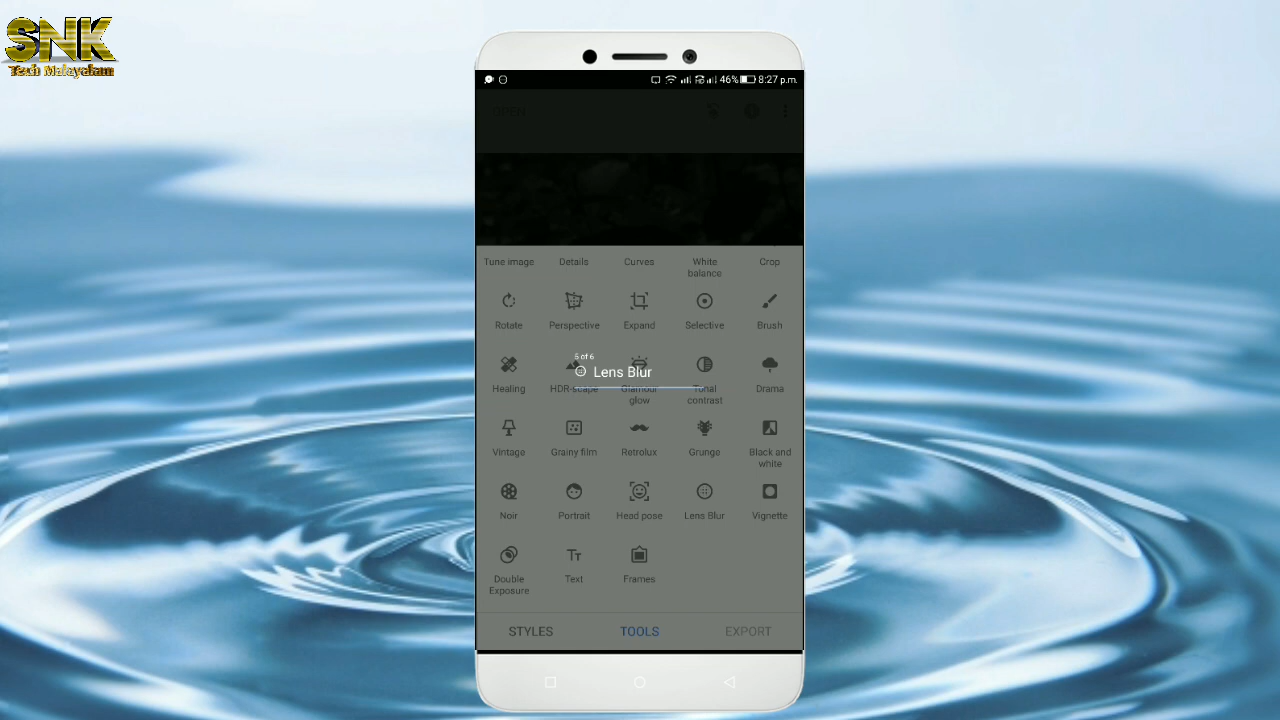 SNK
Tech Malayalam
46% 8:27 p.m.
OPEN
Tune image Details Curves White balance Crop
Rotate Perspective Expand Selective Brush
5 of 6
Lens Blur
Healing HDR-scape Glamour glow Tonal contrast Drama
Vintage Grainy film Retrolux Grunge Black and white
Noir Portrait Head pose Lens Blur Vignette
Double Exposure Text Frames
STYLES TOOLS EXPORT